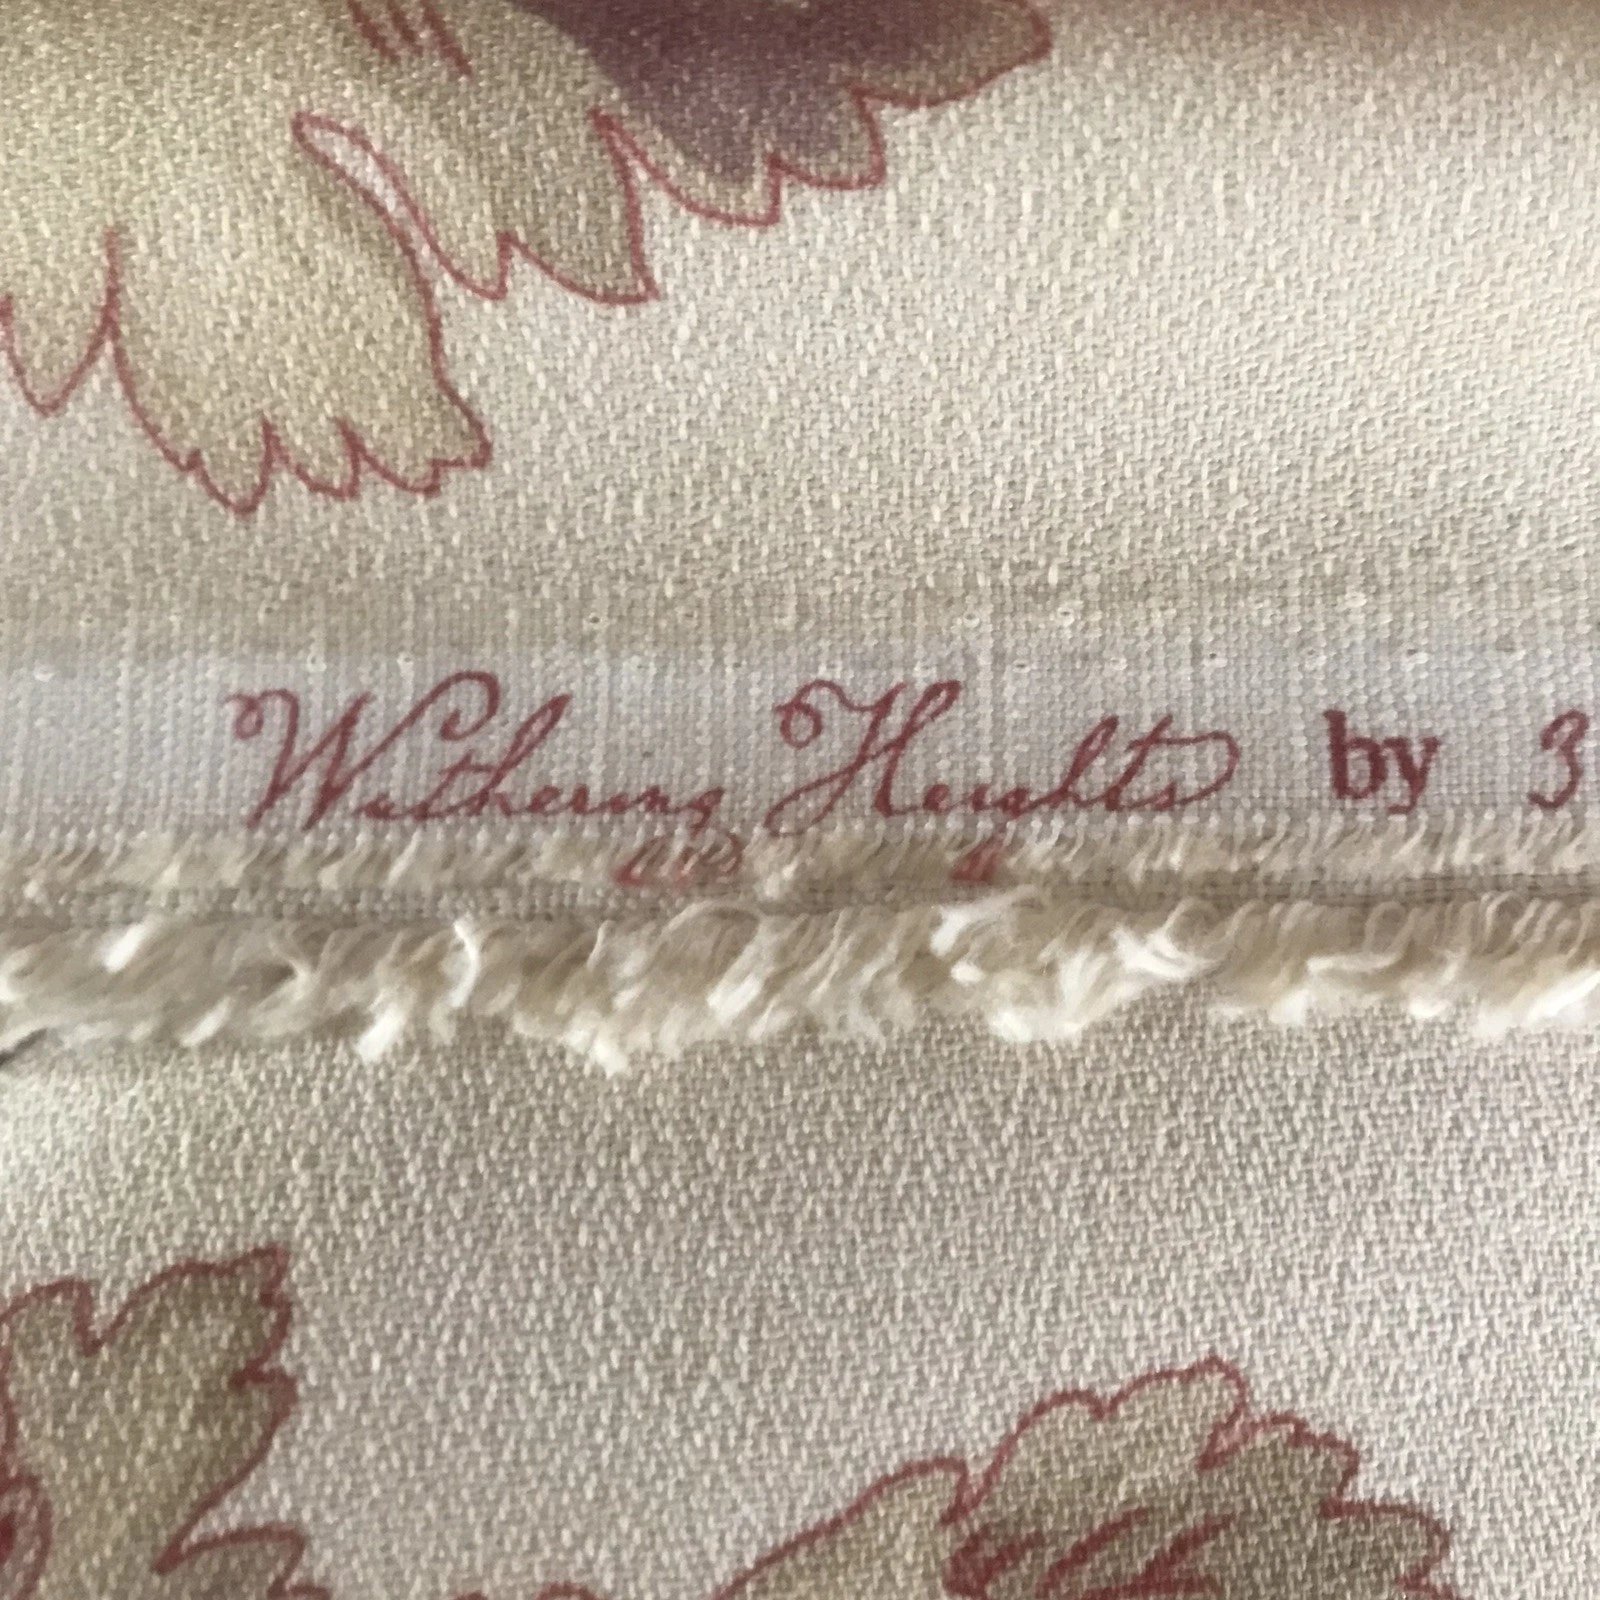 Wuthering Heights by 3